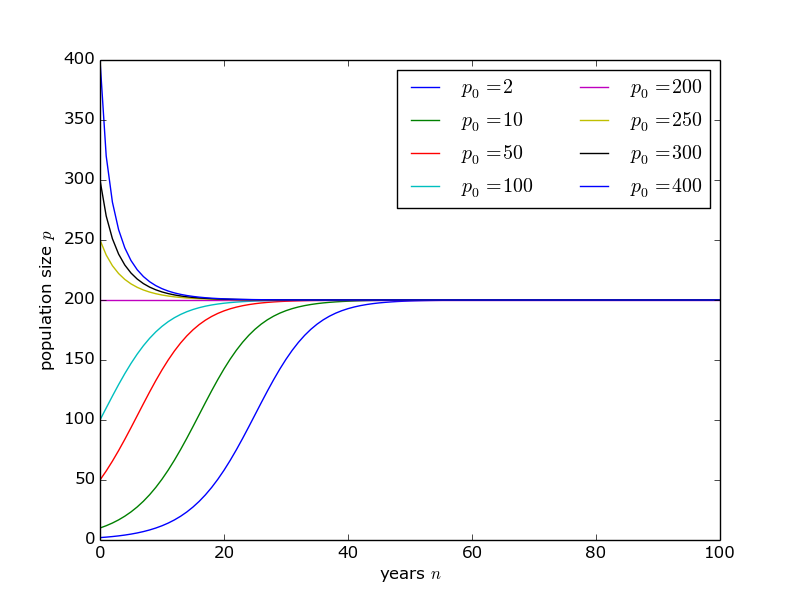 400
350
300
250
200
150
100
50
0
population size p
p₀ =2
p₀ =10
p₀ =50
p₀ =100
p₀ =200
p₀ =250
p₀ =300
p₀ =400
0 20 40 60 80 100
years n